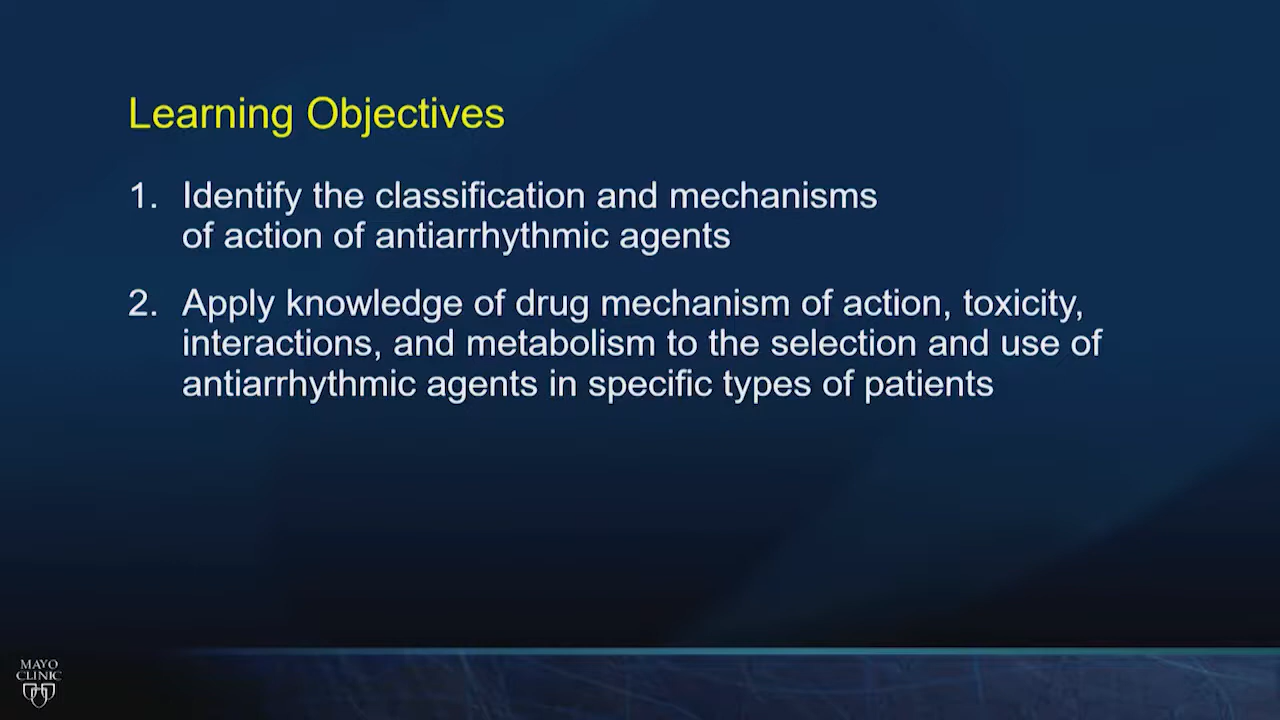 Learning Objectives
1. Identify the classification and mechanisms
of action of antiarrhythmic agents
2. Apply knowledge of drug mechanism of action, toxicity,
interactions, and metabolism to the selection and use of
antiarrhythmic agents in specific types of patients
MAYO
CLINIC